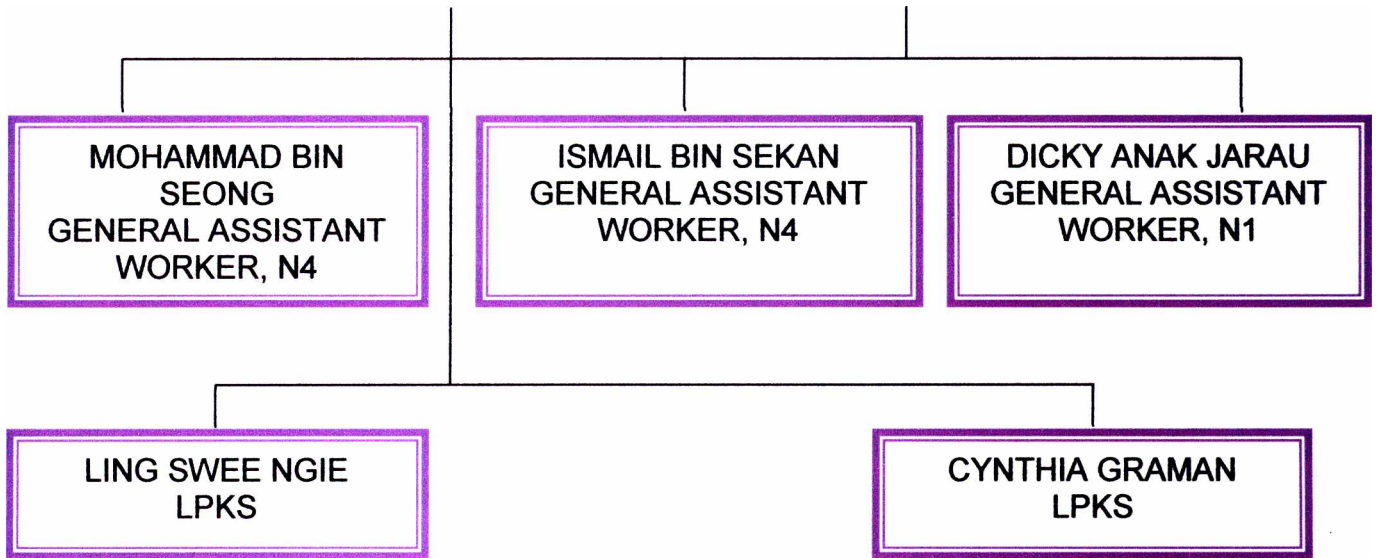 MOHAMMAD BIN
SEONG
GENERAL ASSISTANT
WORKER, N4
ISMAIL BIN SEKAN
GENERAL ASSISTANT
WORKER, N4
DICKY ANAK JARAU
GENERAL ASSISTANT
WORKER, N1
LING SWEE NGIE
LPKS
CYNTHIA GRAMAN
LPKS